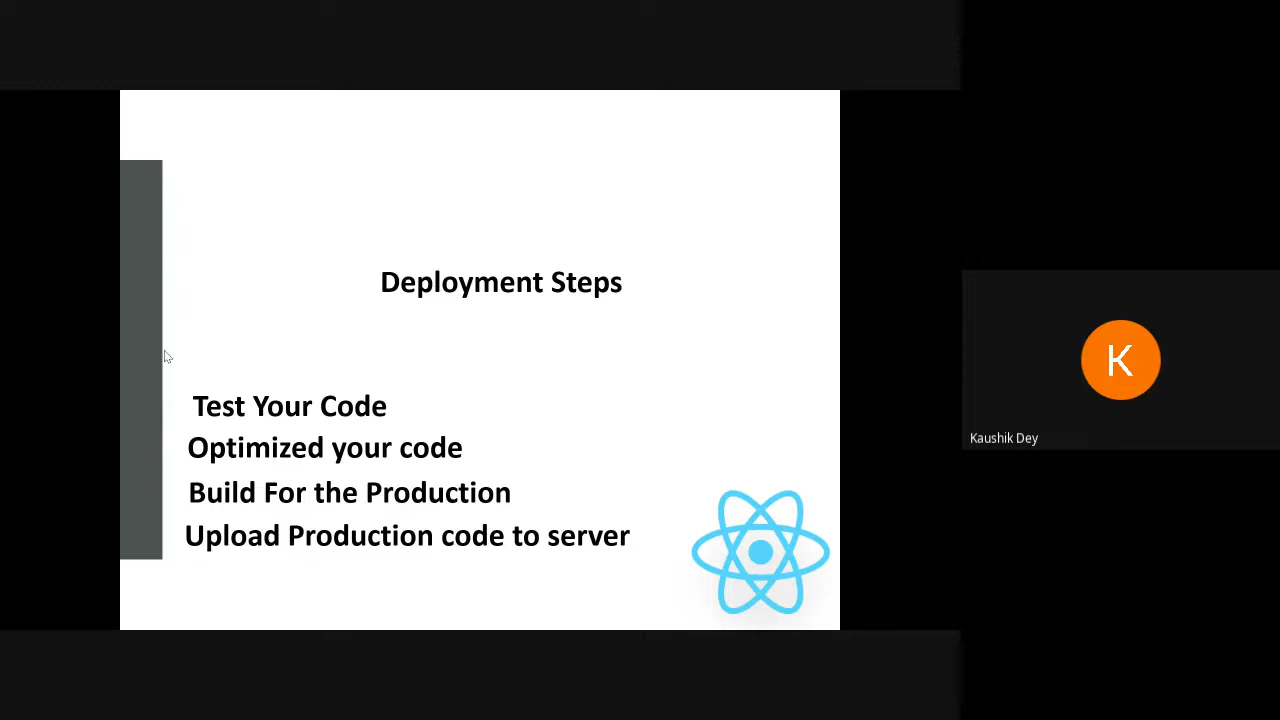 Deployment Steps
Test Your Code
Optimized your code
Build For the Production
Upload Production code to server
K
Kaushik Dey